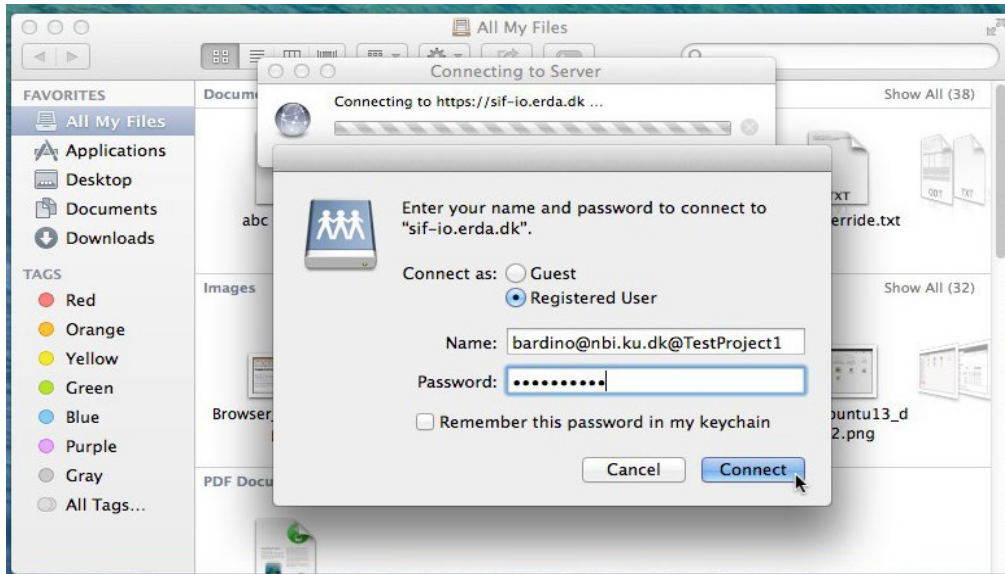 All My Files
Connecting to Server
FAVORITES
All My Files
Applications
Desktop
Documents
Downloads
TAGS
Red
Orange
Yellow
Green
Blue
Purple
Gray
All Tags...
Show All (38)
Connecting to https://sif-io.erda.dk ...
abc
TXT
ODT
TXT
erride.txt
Enter your name and password to connect to
"sif-io.erda.dk".
Connect as:
Guest
Registered User
Images
Show All (32)
Name: bardino@nbi.ku.dk@TestProject1
Password: ••••••••••
Remember this password in my keychain
Browser_
buntu13_d
2.png
Cancel
Connect
PDF Docu